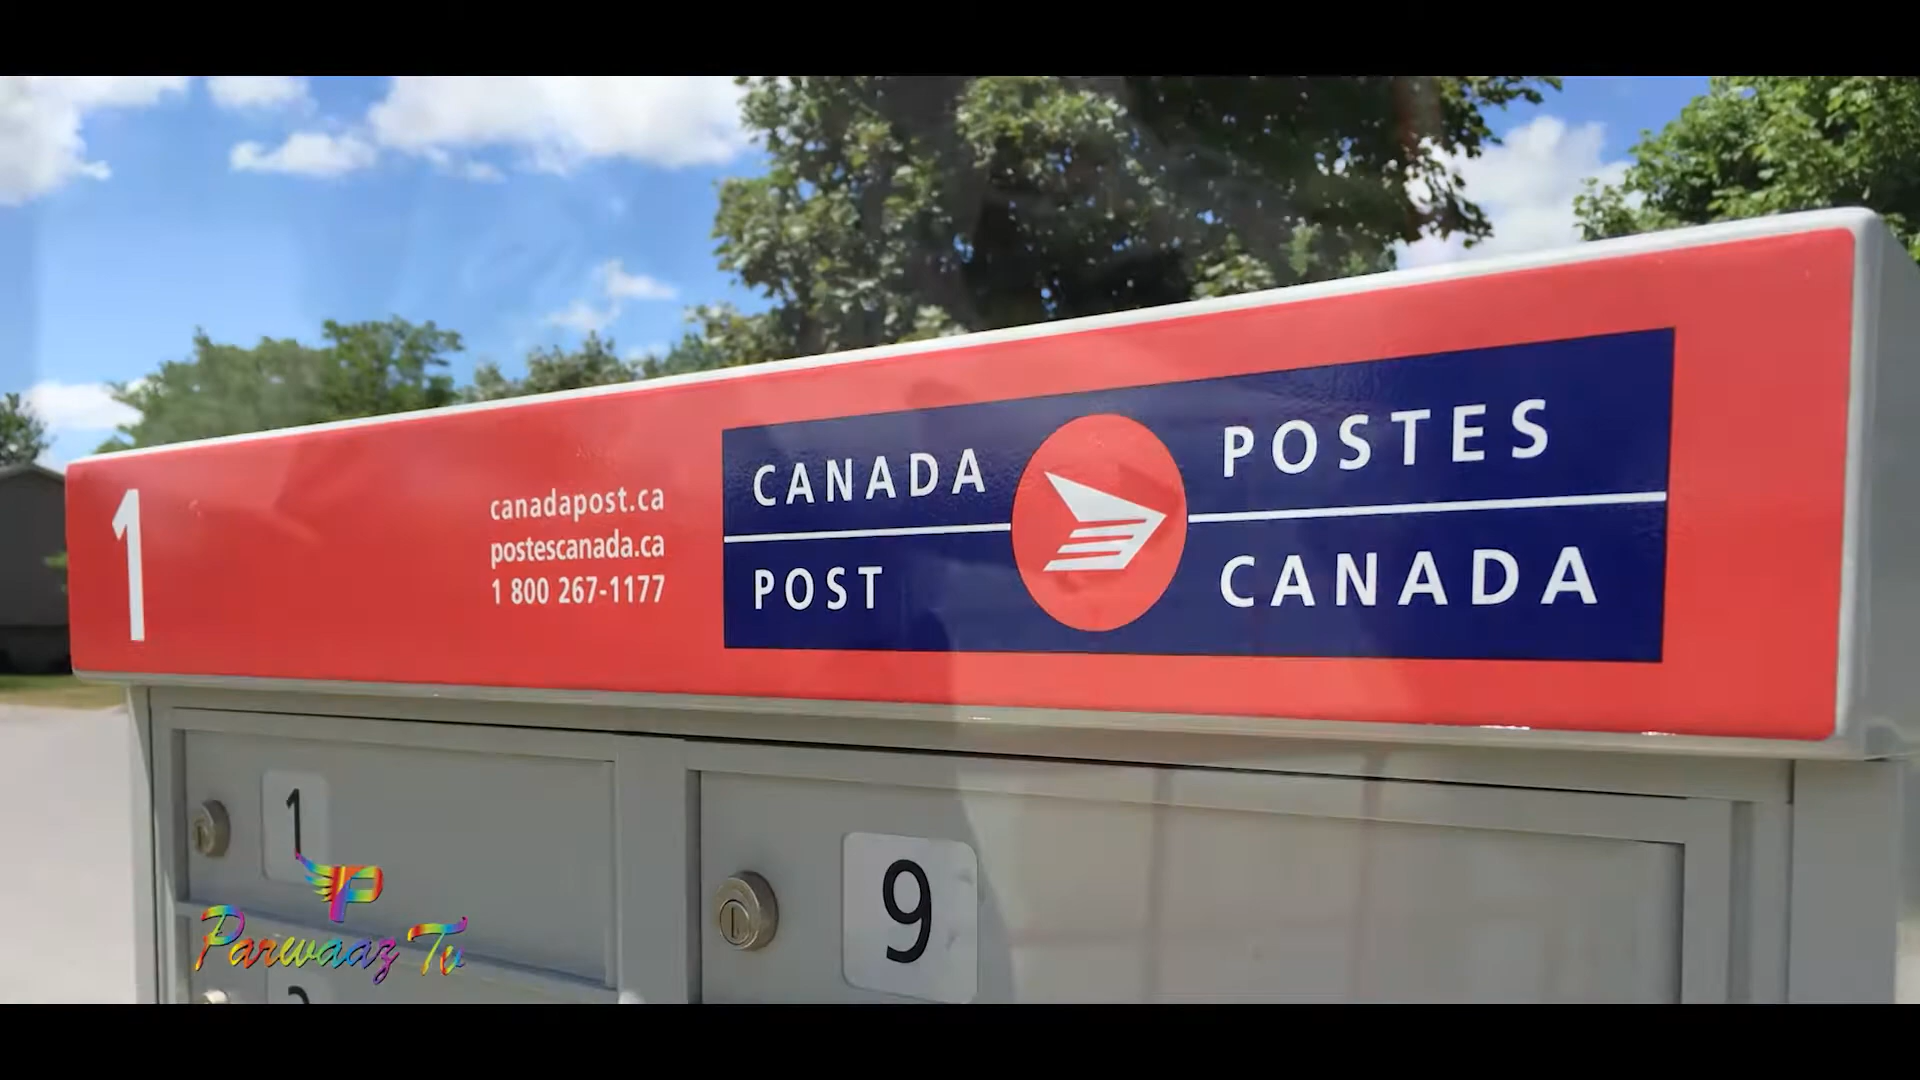 1
canadapost.ca
postescanada.ca
1 800 267-1177
CANADA
POST
POSTES
CANADA
1
9
Parwaaz Tv